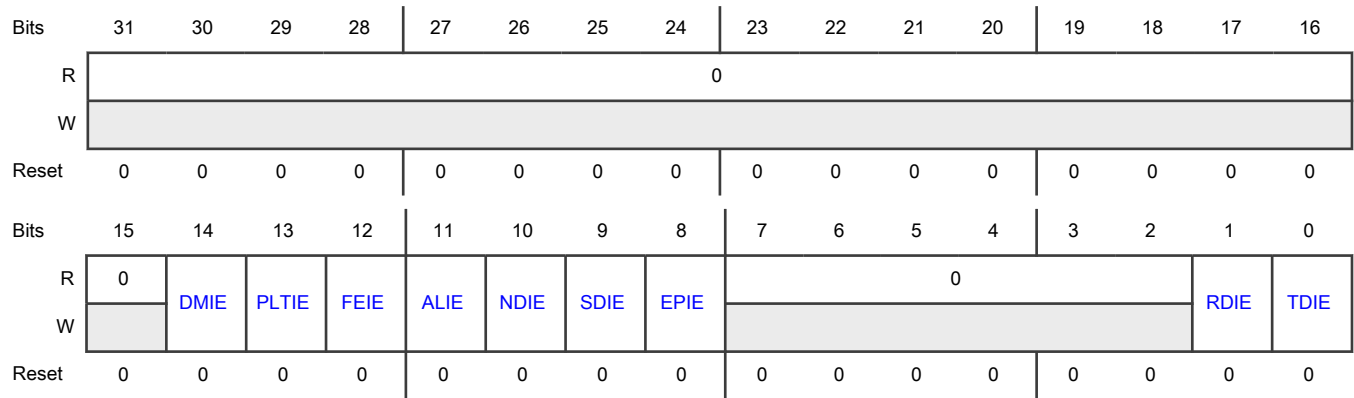 Bits 31 30 29 28 27 26 25 24 23 22 21 20 19 18 17 16
R 0
W
Reset 0 0 0 0 0 0 0 0 0 0 0 0 0 0 0 0
Bits 15 14 13 12 11 10 9 8 7 6 5 4 3 2 1 0
R 0 DMIE PLTIE FEIE ALIE NDIE SDIE EPIE 0 RDIE TDIE
W
Reset 0 0 0 0 0 0 0 0 0 0 0 0 0 0 0 0